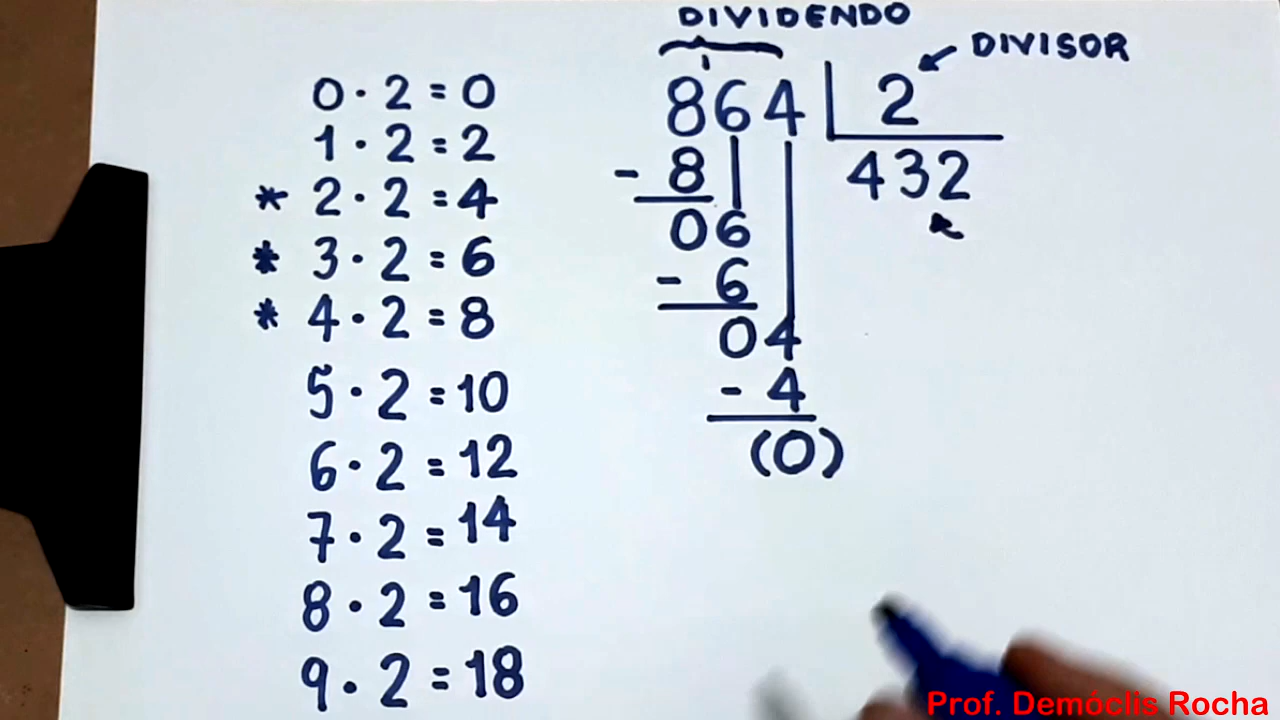 0 · 2 = 0
1 · 2 = 2
* 2 · 2 = 4
* 3 · 2 = 6
* 4 · 2 = 8
5 · 2 = 10
6 · 2 = 12
7 · 2 = 14
8 · 2 = 16
9 · 2 = 18
DIVIDENDO
DIVISOR
864 2
- 8 432
06
- 6
04
- 4
(0)
Prof. Demóclis Rocha